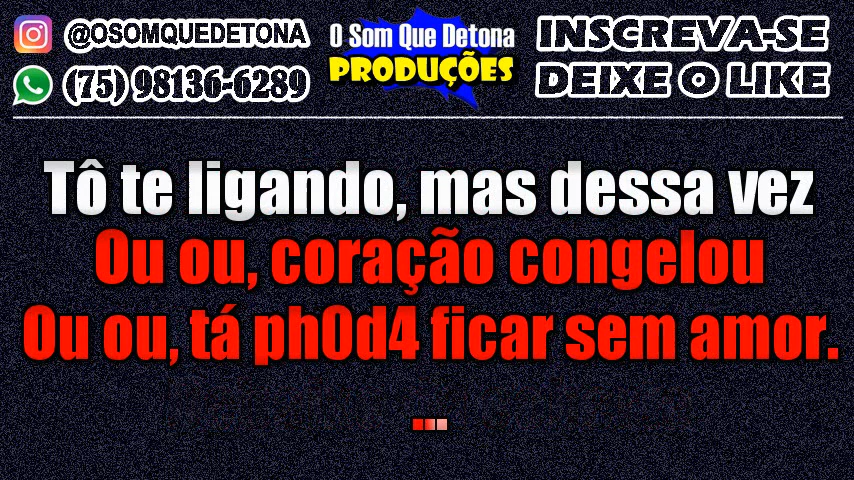 @OSOMQUEDETONA
(75) 98136-6289
O Som Que Detona
PRODUÇÕES
INSCREVA-SE
DEIXE O LIKE
Tô te ligando, mas dessa vez
Ou ou, coração congelou
Ou ou, tá ph0d4 ficar sem amor.
...